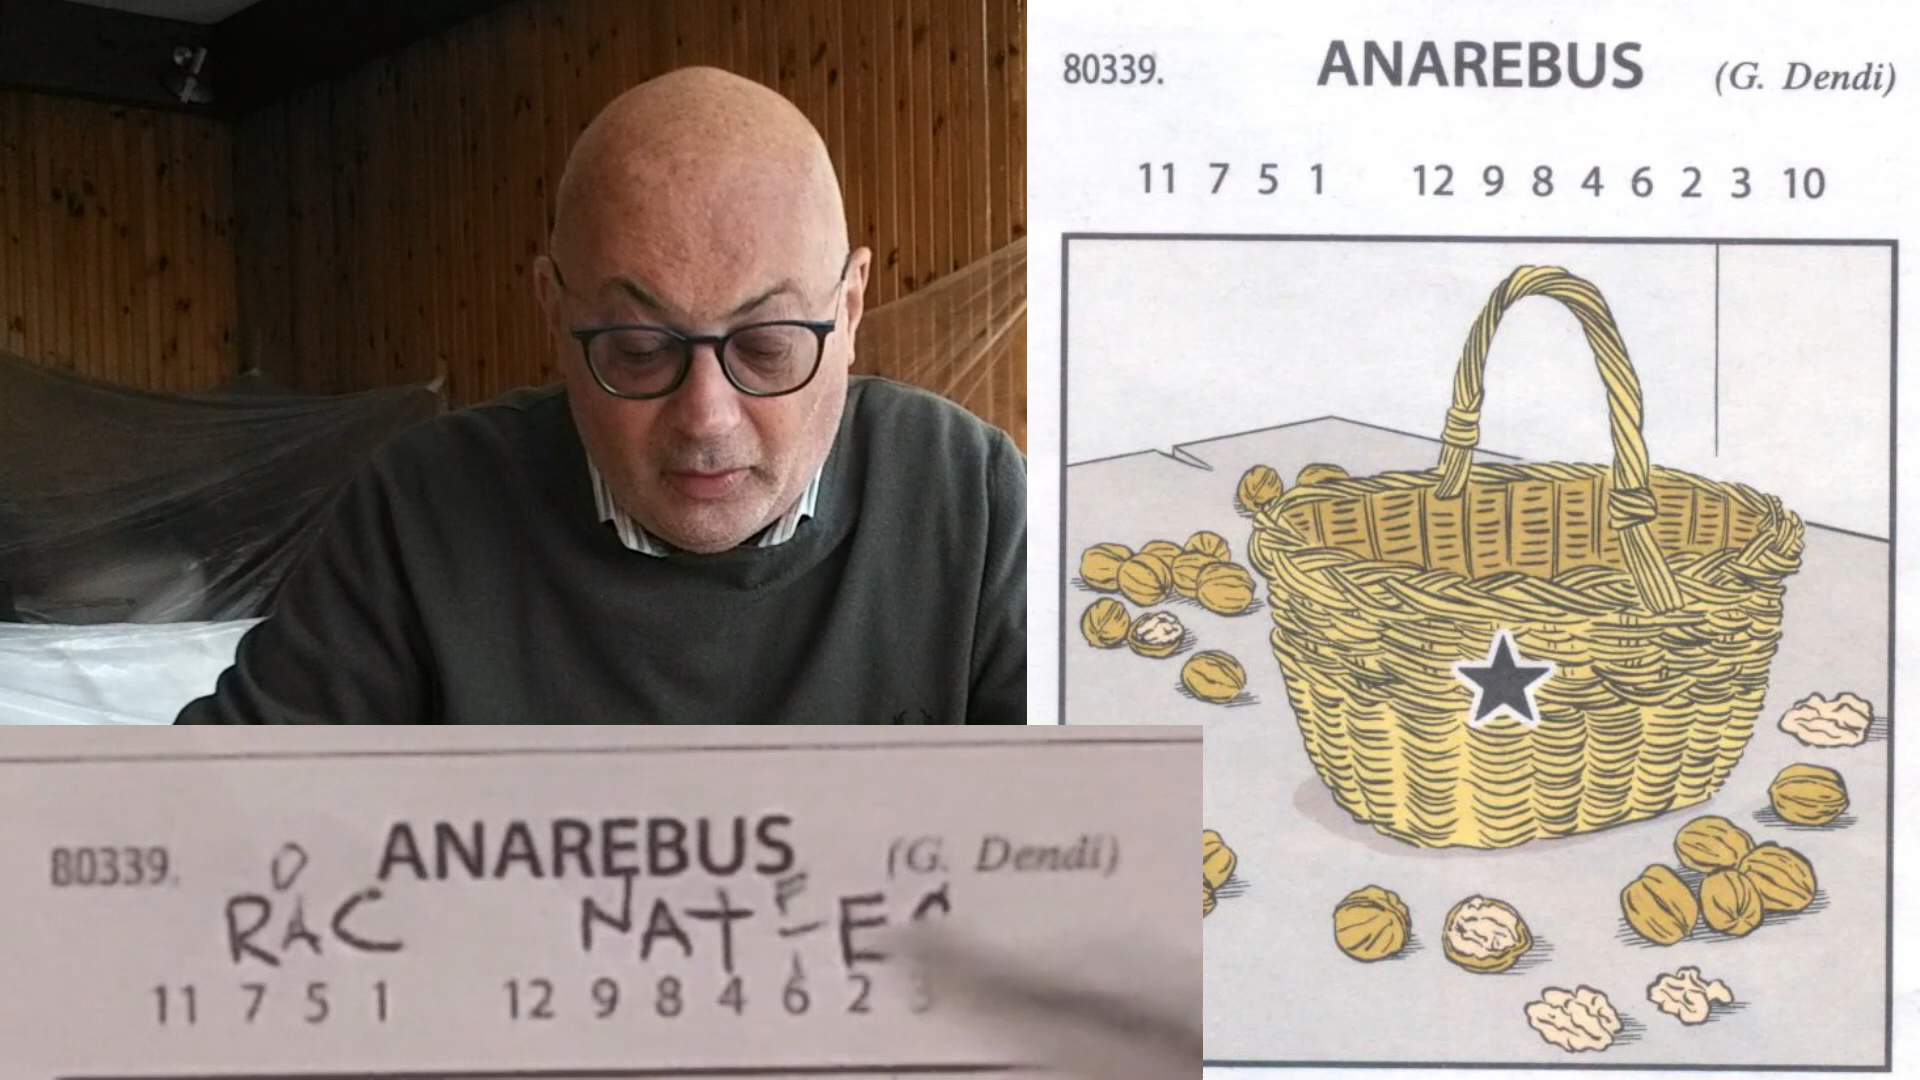 80339. ANAREBUS (G. Dendi)
11 7 5 1 12 9 8 4 6 2 3 10
80339. ANAREBUS (G. Dendi)
O
RAC NAT E
11 7 5 1 12 9 8 4 6 2 3